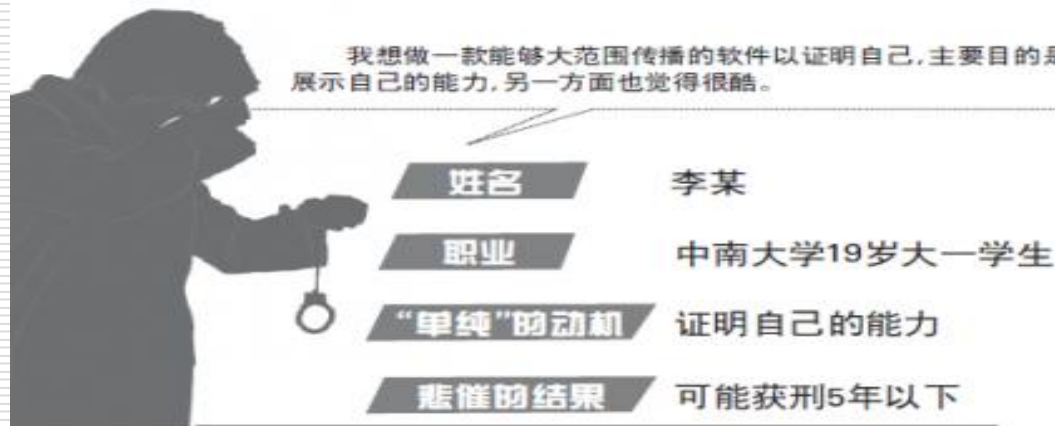 我想做一款能够大范围传播的软件以证明自己,主要目的是
展示自己的能力,另一方面也觉得很酷。
姓名 李某
职业 中南大学19岁大一学生
“单纯”的动机 证明自己的能力
悲催的结果 可能获刑5年以下